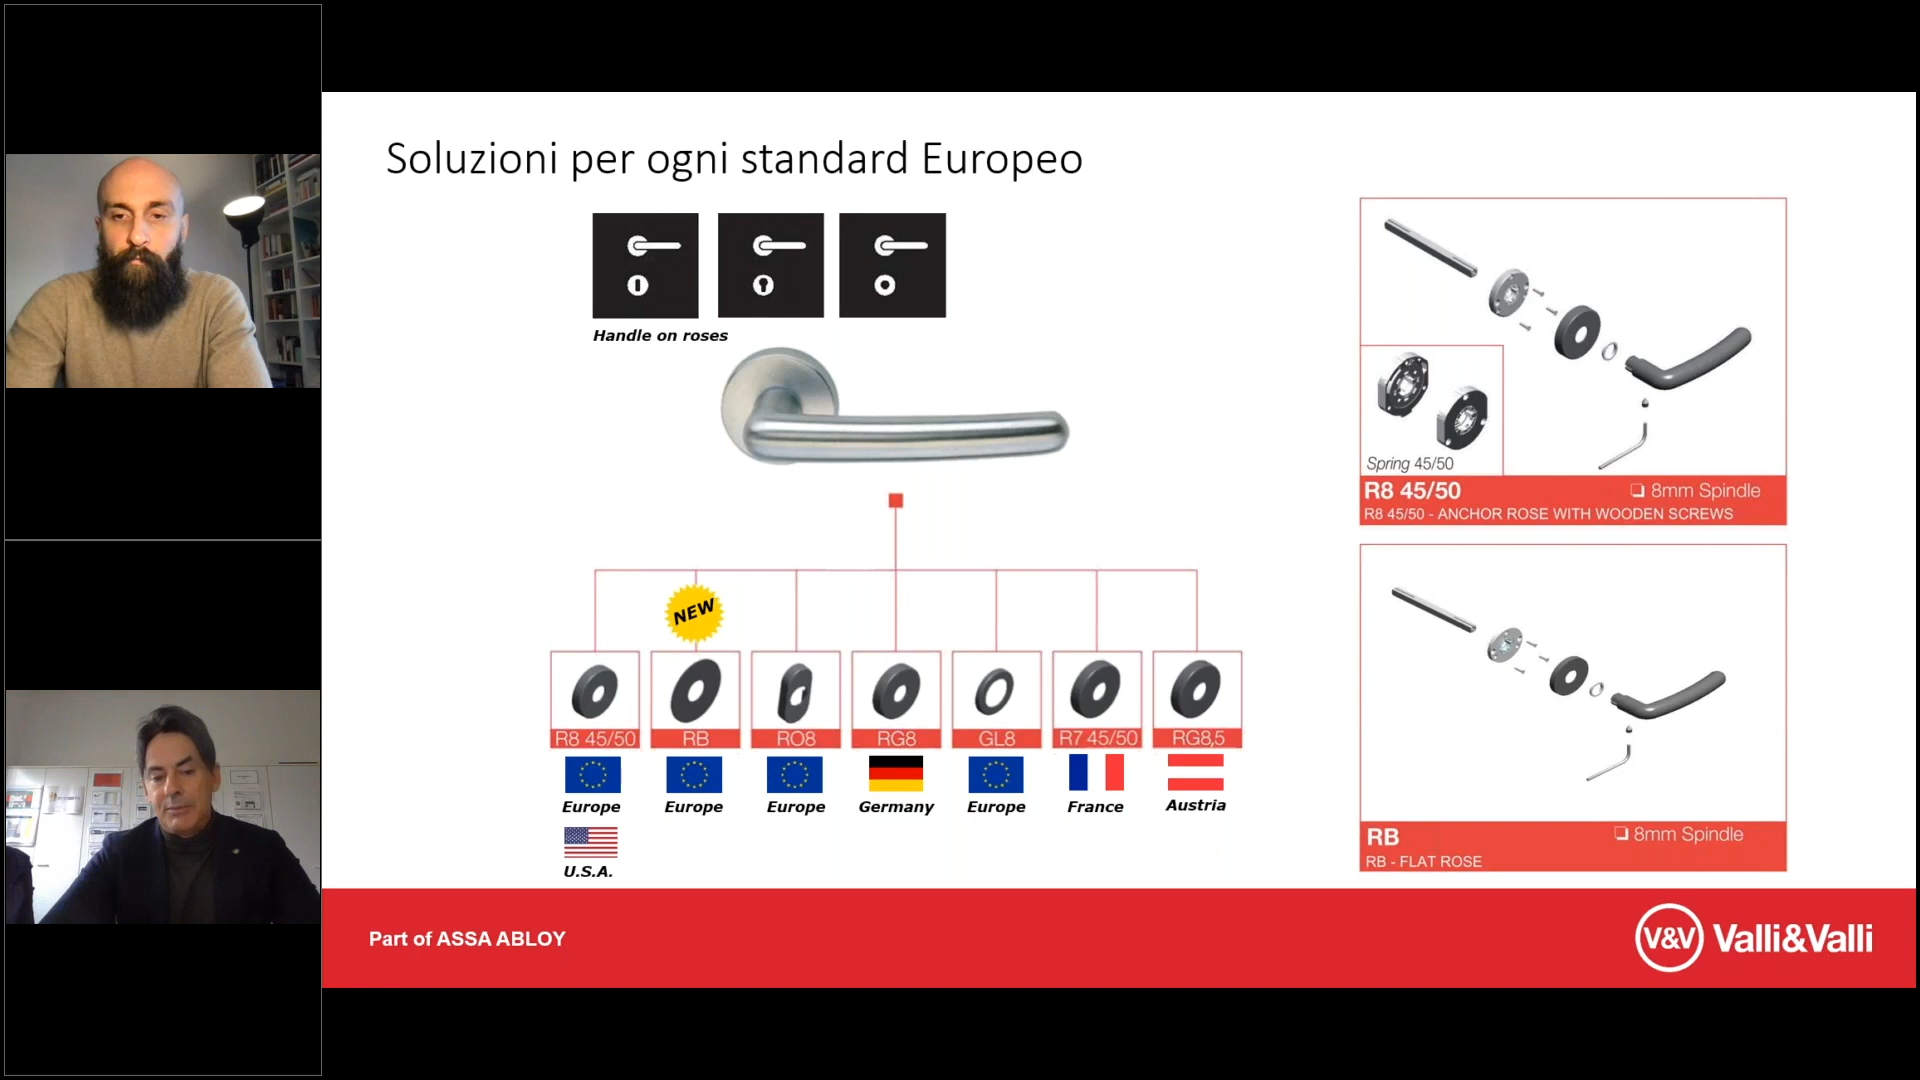 Soluzioni per ogni standard Europeo
Handle on roses
NEW
R8 45/50
RB
RO8
RG8
GL8
R7 45/50
RG8,5
Europe
Europe
Europe
Germany
Europe
France
Austria
U.S.A.
Spring 45/50
R8 45/50
8mm Spindle
R8 45/50 - ANCHOR ROSE WITH WOODEN SCREWS
RB
8mm Spindle
RB - FLAT ROSE
Part of ASSA ABLOY
V&V Valli&Valli